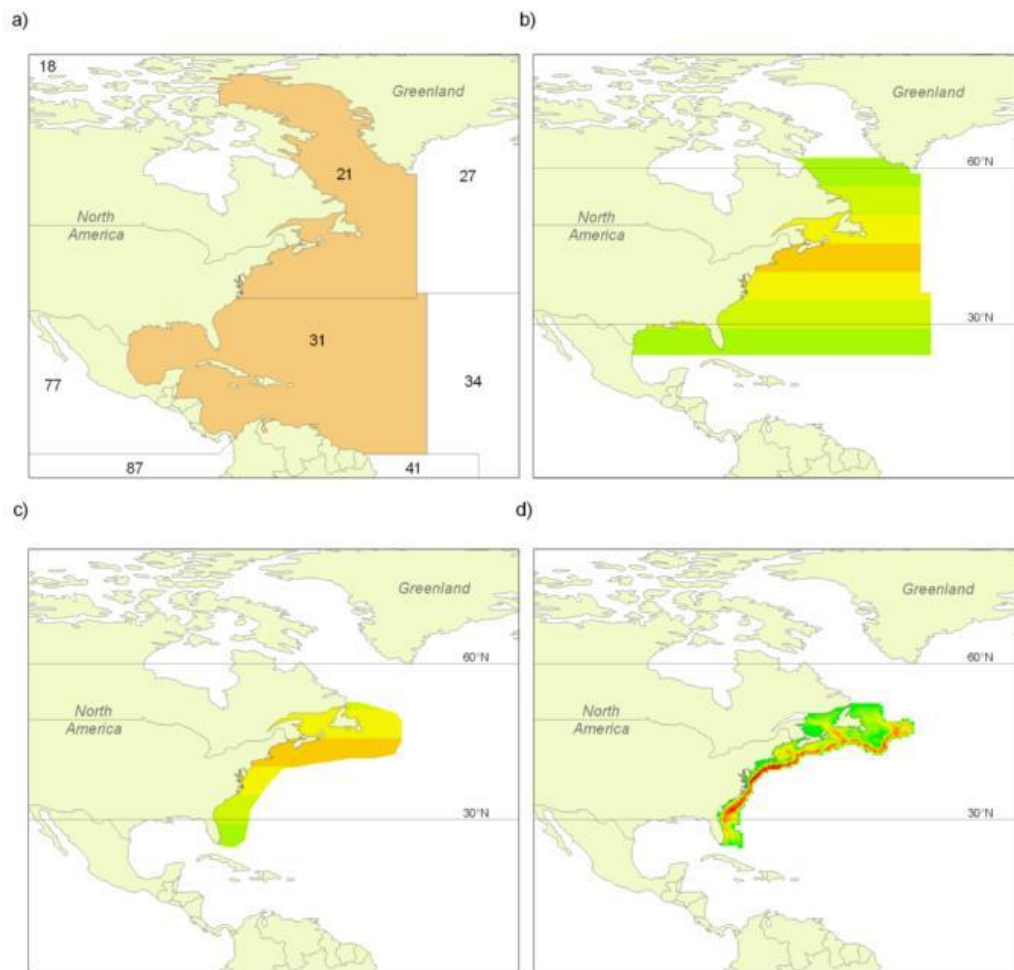 a)
18
Greenland
21
27
North
America
31
77
34
87
41
b)
Greenland
60°N
North
America
30°N
c)
Greenland
60°N
North
America
30°N
d)
Greenland
60°N
North
America
30°N